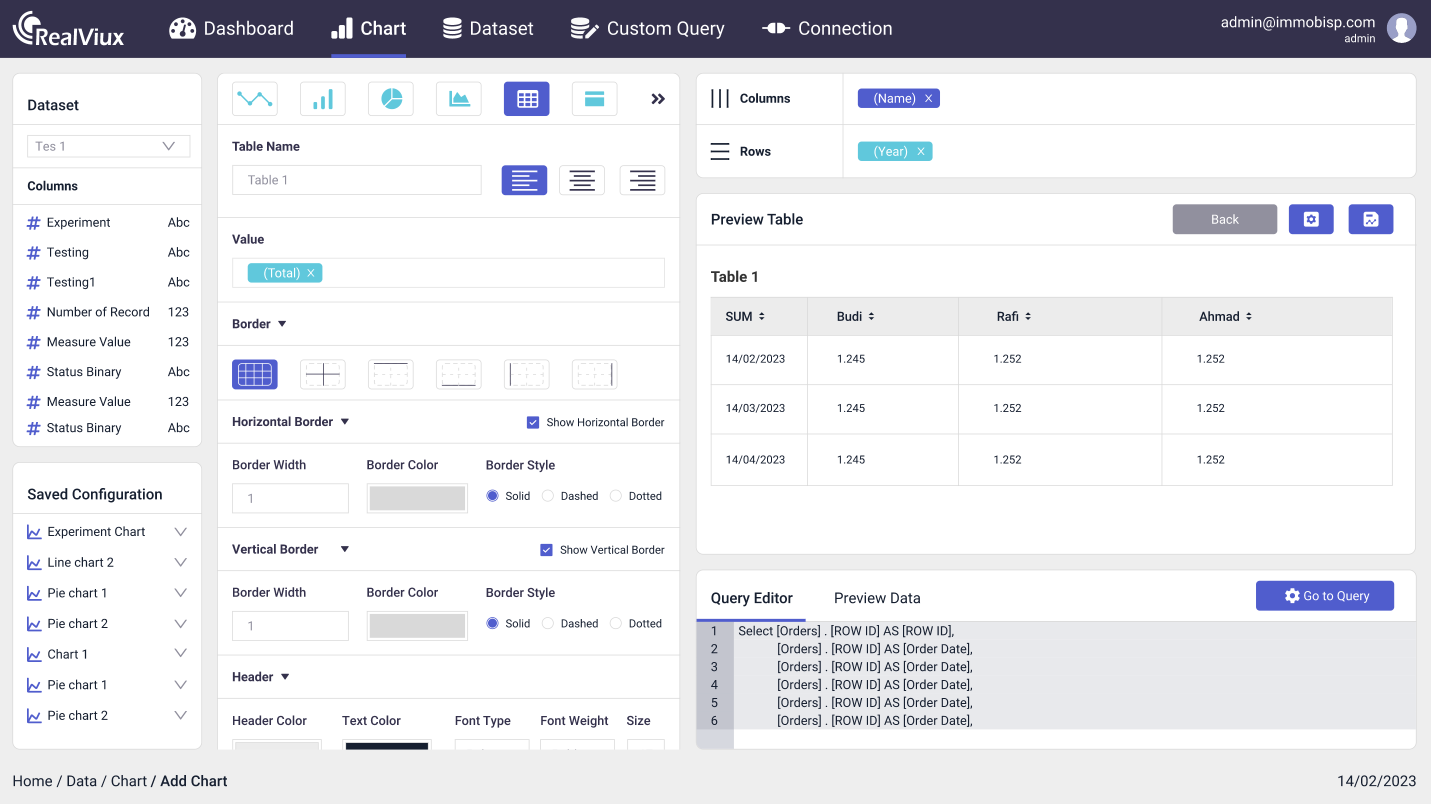 RealViux
Dashboard
Chart
Dataset
Custom Query
Connection
admin@immobisp.com
admin
Dataset
Tes 1
Columns
Experiment Abc
Testing Abc
Testing1 Abc
Number of Record 123
Measure Value 123
Status Binary Abc
Measure Value 123
Status Binary Abc
Saved Configuration
Experiment Chart
Line chart 2
Pie chart 1
Pie chart 2
Chart 1
Pie chart 1
Pie chart 2
Table Name
Table 1
Value
(Total) X
Border
Horizontal Border
Show Horizontal Border
Border Width Border Color Border Style
1 Solid Dashed Dotted
Vertical Border
Show Vertical Border
Border Width Border Color Border Style
1 Solid Dashed Dotted
Header
Header Color Text Color Font Type Font Weight Size
Columns (Name) X
Rows (Year) X
Preview Table
Back
Table 1
SUM Budi Rafi Ahmad
14/02/2023 1.245 1.252 1.252
14/03/2023 1.245 1.252 1.252
14/04/2023 1.245 1.252 1.252
Query Editor
Preview Data
Go to Query
1 Select [Orders] . [ROW ID] AS [ROW ID],
2 [Orders] . [ROW ID] AS [Order Date],
3 [Orders] . [ROW ID] AS [Order Date],
4 [Orders] . [ROW ID] AS [Order Date],
5 [Orders] . [ROW ID] AS [Order Date],
6 [Orders] . [ROW ID] AS [Order Date],
Home / Data / Chart / Add Chart
14/02/2023